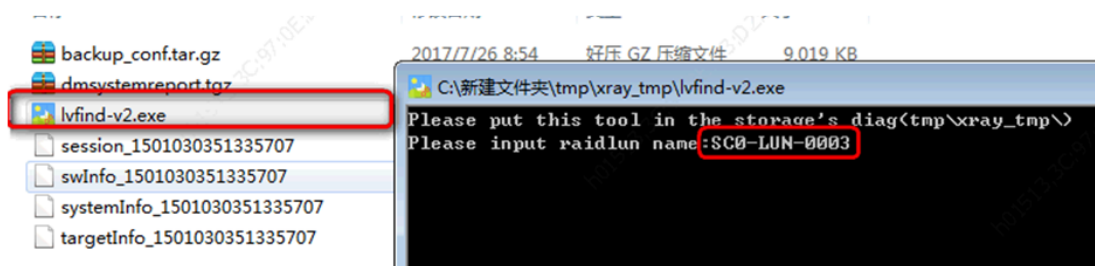 backup_conf.tar.gz 2017/7/26 8:54 好压 GZ 压缩文件 9,019 KB
dmsystemreport.tgz
lvfind-v2.exe
session_1501030351335707
swInfo_1501030351335707
systemInfo_1501030351335707
targetInfo_1501030351335707
C:\新建文件夹\tmp\xray_tmp\lvfind-v2.exe
Please put this tool in the storage's diag(tmp\xray_tmp\)
Please input raidlun name:SC0-LUN-0003